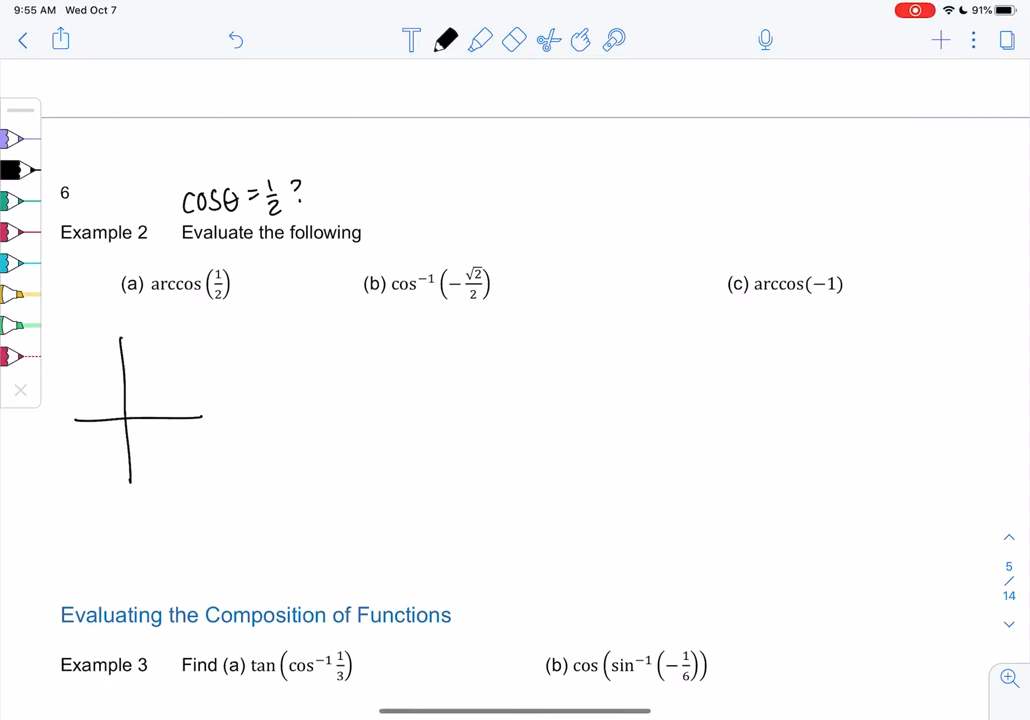 9:55 AM Wed Oct 7 91%
T
6
cosθ = 1/2 ?
Example 2 Evaluate the following
(a) arccos(1/2) (b) cos⁻¹(−√2/2) (c) arccos(−1)
5
/
14
Evaluating the Composition of Functions
Example 3 Find (a) tan(cos⁻¹ 1/3) (b) cos(sin⁻¹(−1/6))